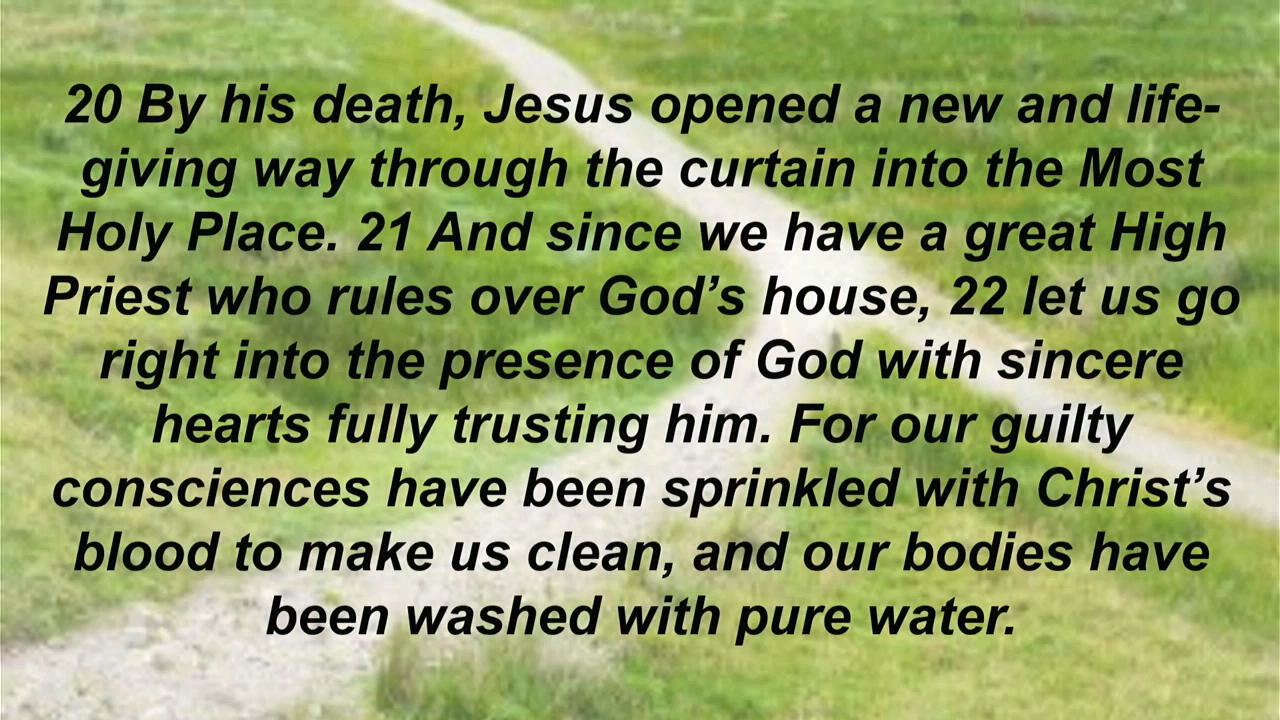 20 By his death, Jesus opened a new and life-
giving way through the curtain into the Most
Holy Place. 21 And since we have a great High
Priest who rules over God’s house, 22 let us go
right into the presence of God with sincere
hearts fully trusting him. For our guilty
consciences have been sprinkled with Christ’s
blood to make us clean, and our bodies have
been washed with pure water.